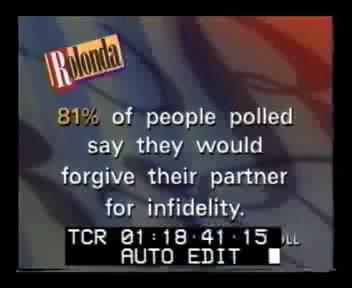 Rolonda
81% of people polled
say they would
forgive their partner
for infidelity.
TCR 01:18:41:15
AUTO EDIT